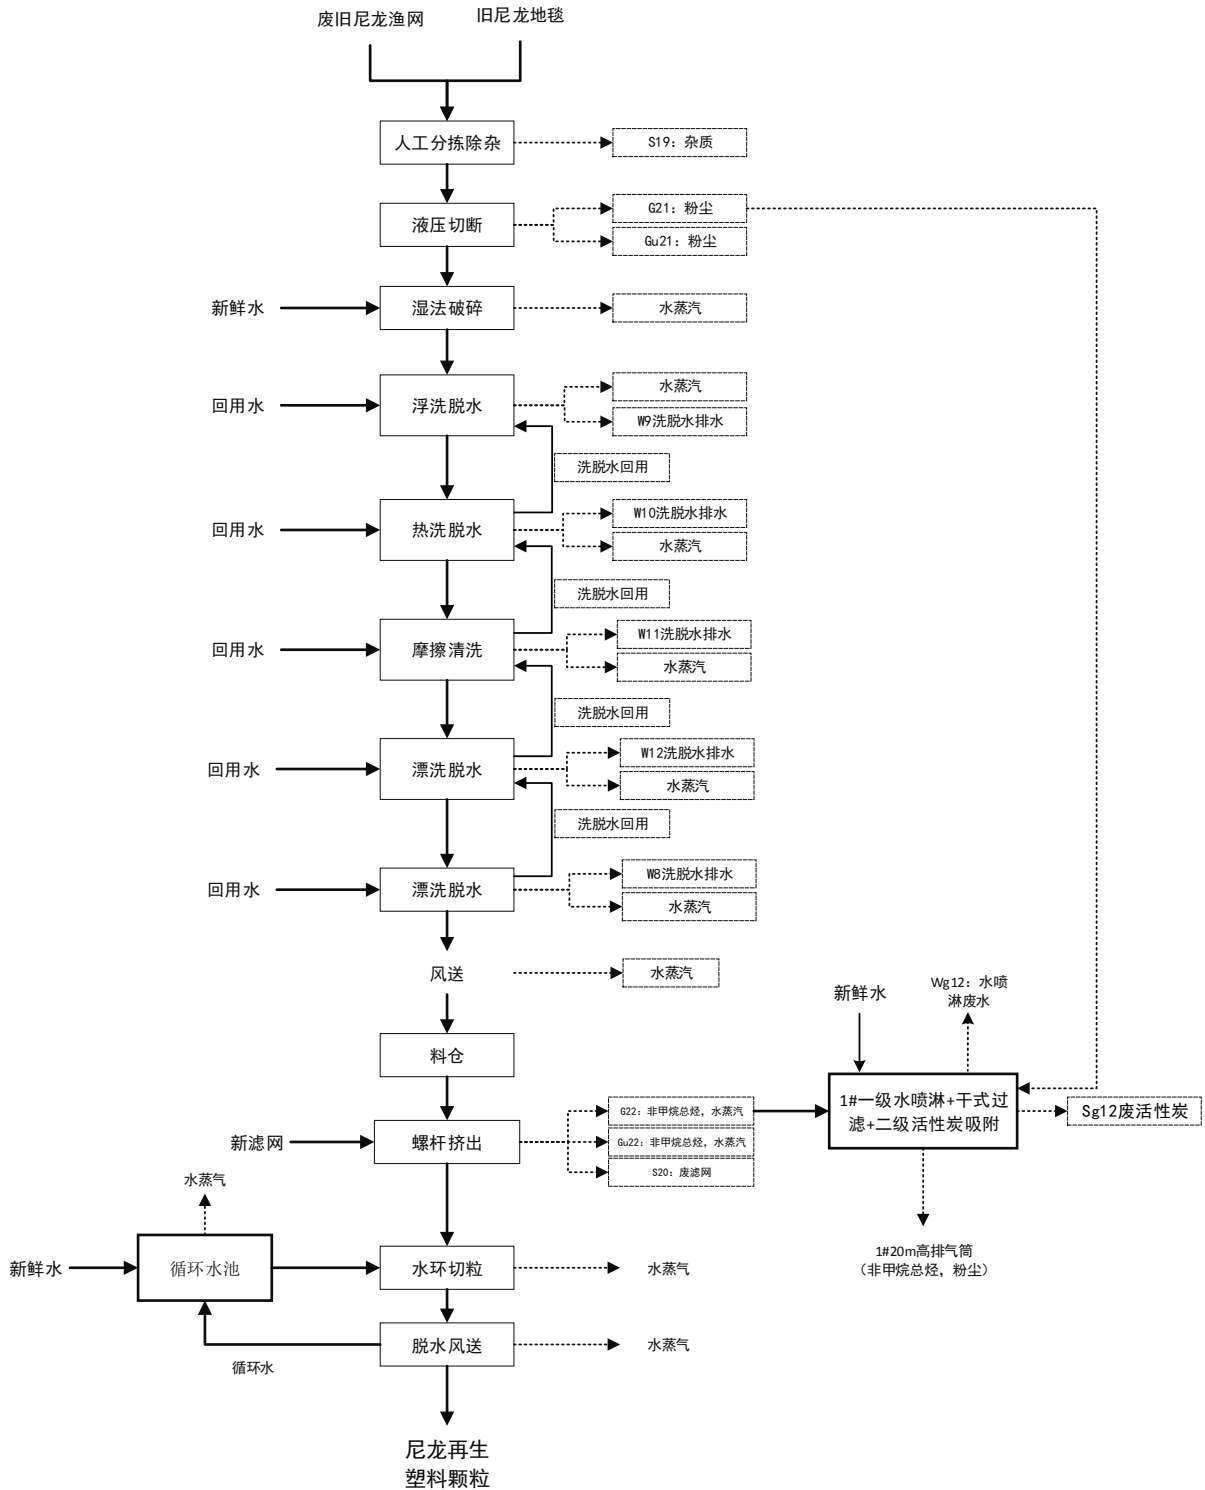 废旧尼龙渔网
旧尼龙地毯
人工分拣除杂
S19：杂质
液压切断
G21：粉尘
Gu21：粉尘
新鲜水
湿法破碎
水蒸汽
回用水
浮洗脱水
水蒸汽
W9洗脱水排水
洗脱水回用
回用水
热洗脱水
W10洗脱水排水
水蒸汽
洗脱水回用
回用水
摩擦清洗
W11洗脱水排水
水蒸汽
洗脱水回用
回用水
漂洗脱水
W12洗脱水排水
水蒸汽
洗脱水回用
回用水
漂洗脱水
W8洗脱水排水
水蒸汽
风送
水蒸汽
新鲜水
Wg12：水喷
淋废水
料仓
1#一级水喷淋+干式过
滤+二级活性炭吸附
Sg12废活性炭
新滤网
螺杆挤出
G22：非甲烷总烃，水蒸汽
Gu22：非甲烷总烃，水蒸汽
S20：废滤网
水蒸气
1#20m高排气筒
（非甲烷总烃，粉尘）
新鲜水
循环水池
水环切粒
水蒸气
脱水风送
水蒸气
循环水
尼龙再生
塑料颗粒